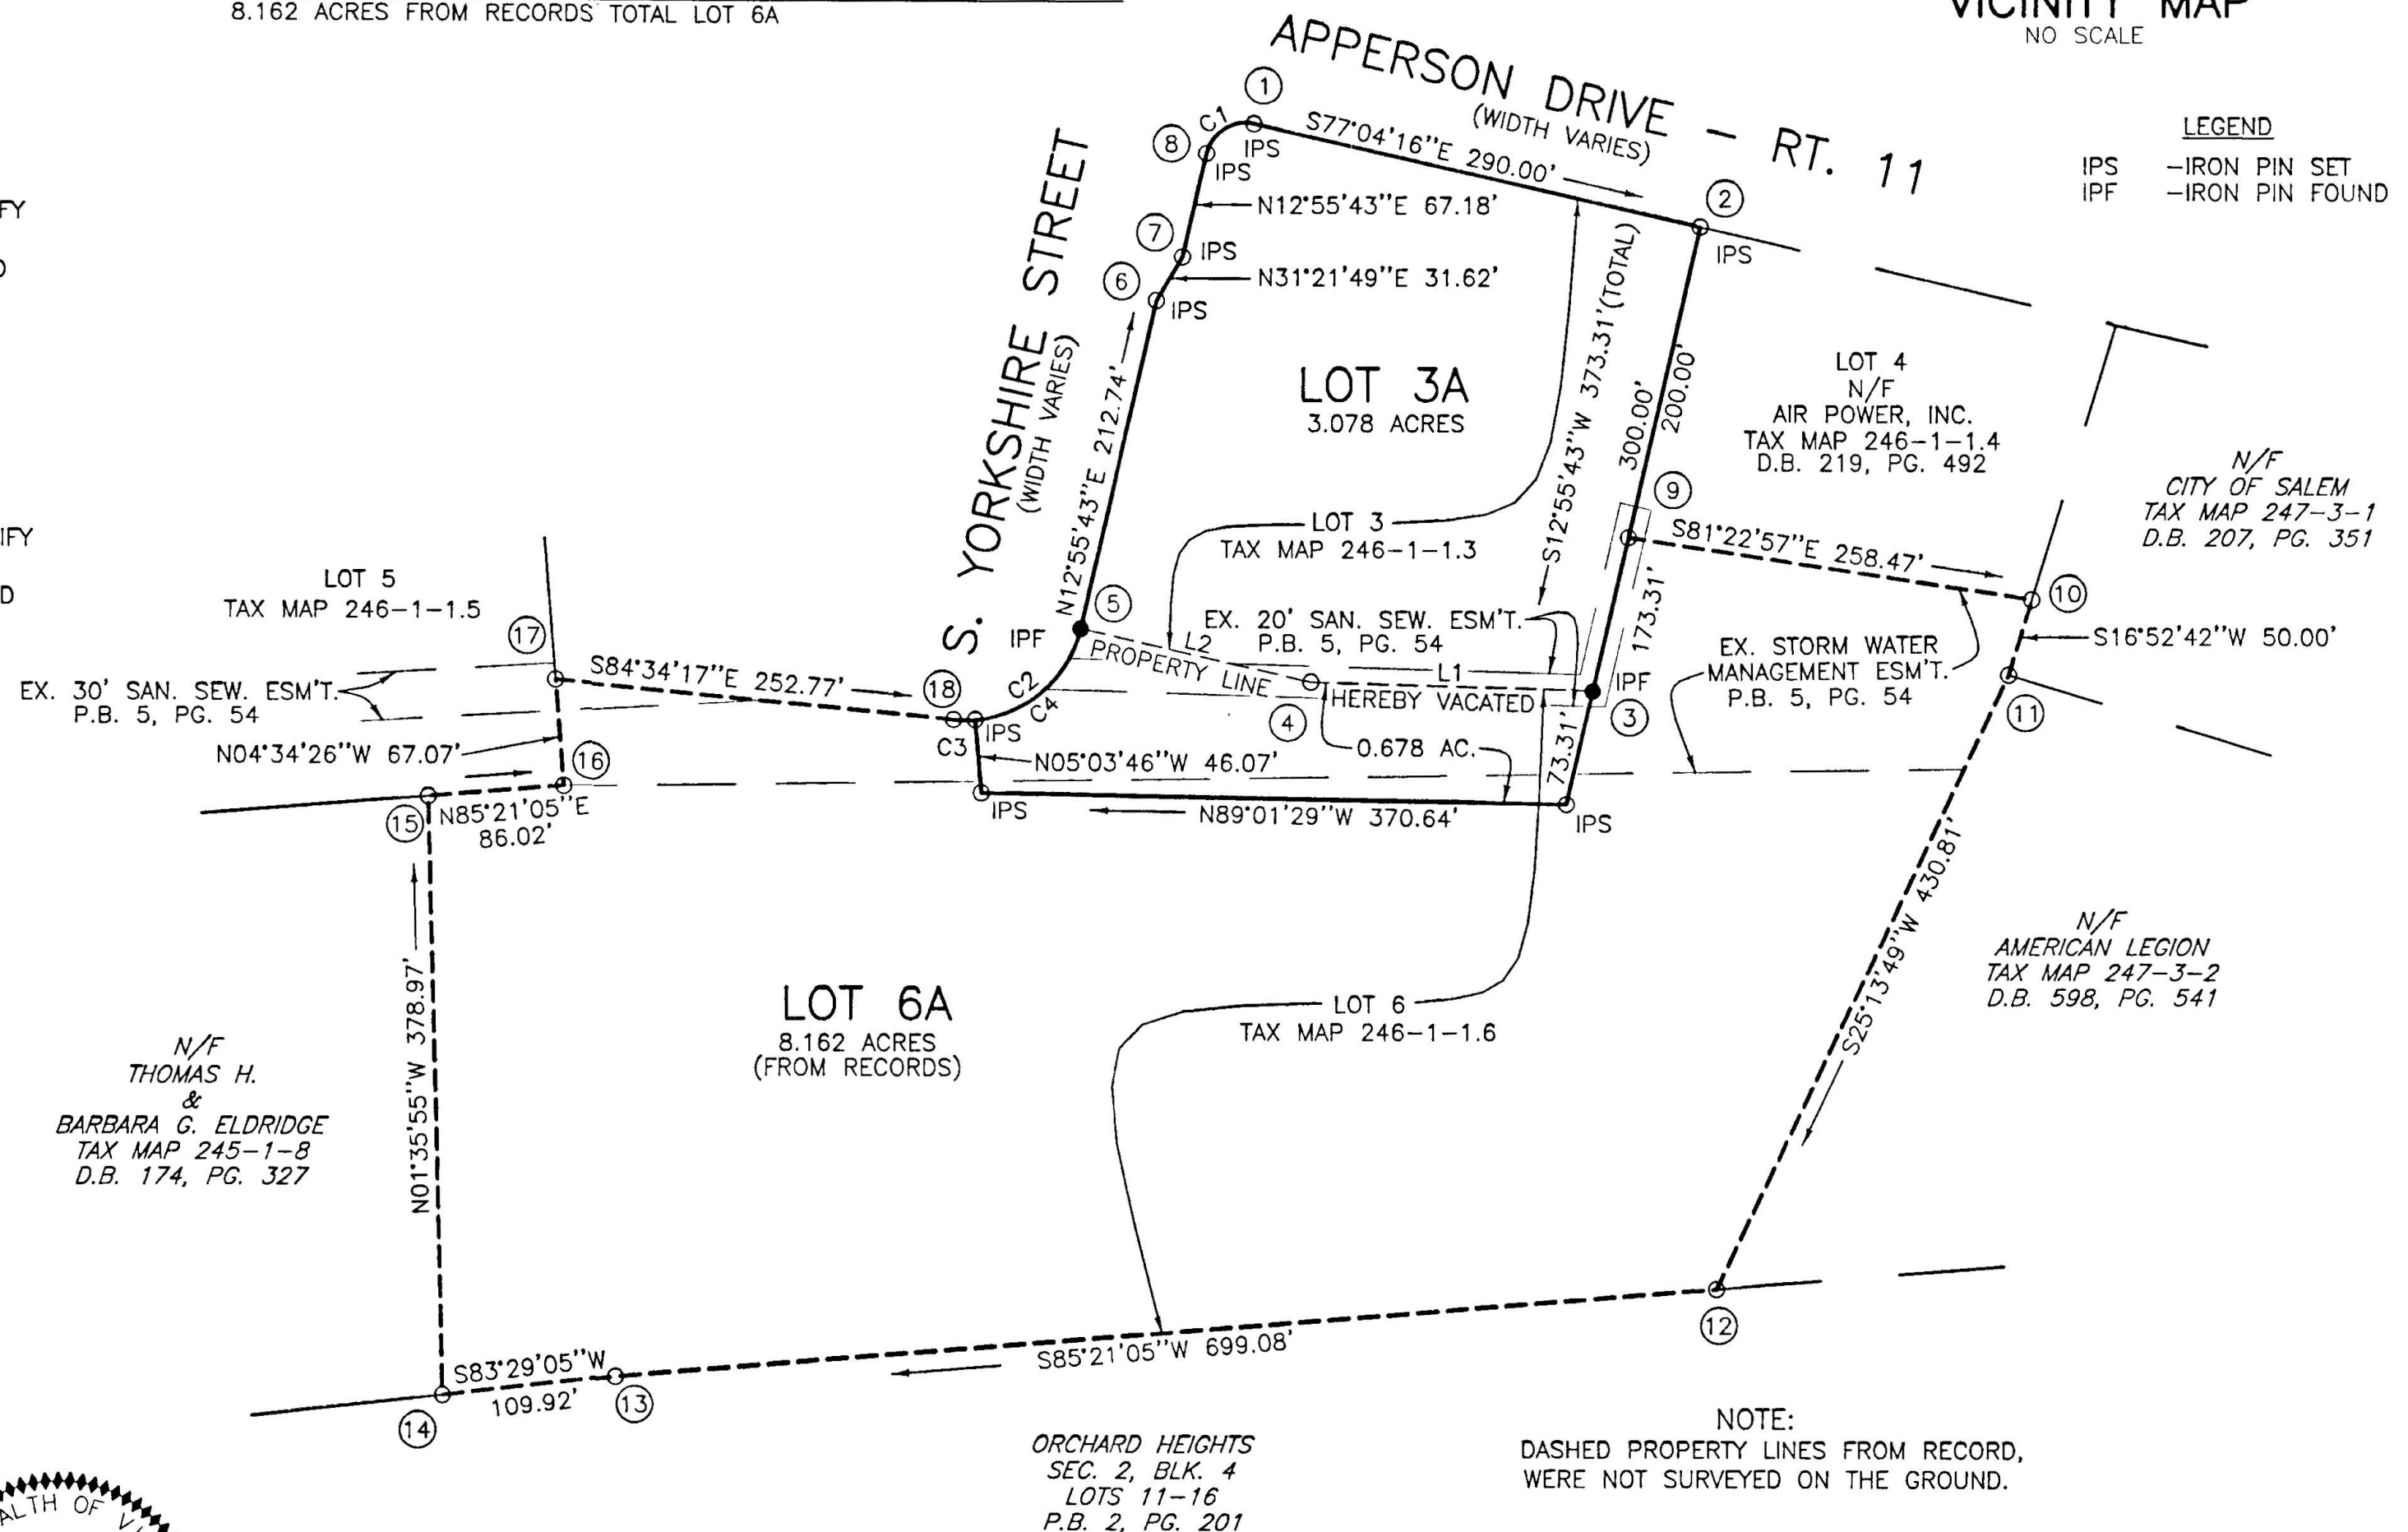 8.162 ACRES FROM RECORDS TOTAL LOT 6A
VICINITY MAP
NO SCALE
APPERSON DRIVE - RT. 11
(WIDTH VARIES)
LEGEND
IPS -IRON PIN SET
IPF -IRON PIN FOUND
1
C1
8
IPS
IPS
S77°04'16"E 290.00'
2
IPS
N12°55'43"E 67.18'
7
IPS
N31°21'49"E 31.62'
6
IPS
S. YORKSHIRE STREET
(WIDTH VARIES)
N12°55'43"E 212.74'
LOT 3A
3.078 ACRES
S12°55'43"W 373.31'(TOTAL)
300.00'
200.00'
LOT 4
N/F
AIR POWER, INC.
TAX MAP 246-1-1.4
D.B. 219, PG. 492
N/F
CITY OF SALEM
TAX MAP 247-3-1
D.B. 207, PG. 351
9
S81°22'57"E 258.47'
10
S16°52'42"W 50.00'
11
LOT 3
TAX MAP 246-1-1.3
173.31'
EX. 20' SAN. SEW. ESM'T.
P.B. 5, PG. 54
EX. STORM WATER
MANAGEMENT ESM'T.
P.B. 5, PG. 54
5
IPF
L2
L1
PROPERTY LINE
HEREBY VACATED
4
IPF
3
0.678 AC.
73.31'
FY
D
IFY
D
LOT 5
TAX MAP 246-1-1.5
17
S84°34'17"E 252.77'
18
C2
C4
C3
IPS
EX. 30' SAN. SEW. ESM'T.
P.B. 5, PG. 54
N04°34'26"W 67.07'
16
N05°03'46"W 46.07'
IPS
N89°01'29"W 370.64'
IPS
15
N85°21'05"E
86.02'
N01°35'55"W 378.97'
S25°13'49"W 430.81'
LOT 6A
8.162 ACRES
(FROM RECORDS)
LOT 6
TAX MAP 246-1-1.6
N/F
AMERICAN LEGION
TAX MAP 247-3-2
D.B. 598, PG. 541
N/F
THOMAS H.
&
BARBARA G. ELDRIDGE
TAX MAP 245-1-8
D.B. 174, PG. 327
12
S85°21'05"W 699.08'
S83°29'05"W
109.92'
13
14
ORCHARD HEIGHTS
SEC. 2, BLK. 4
LOTS 11-16
P.B. 2, PG. 201
NOTE:
DASHED PROPERTY LINES FROM RECORD,
WERE NOT SURVEYED ON THE GROUND.
ALTH OF